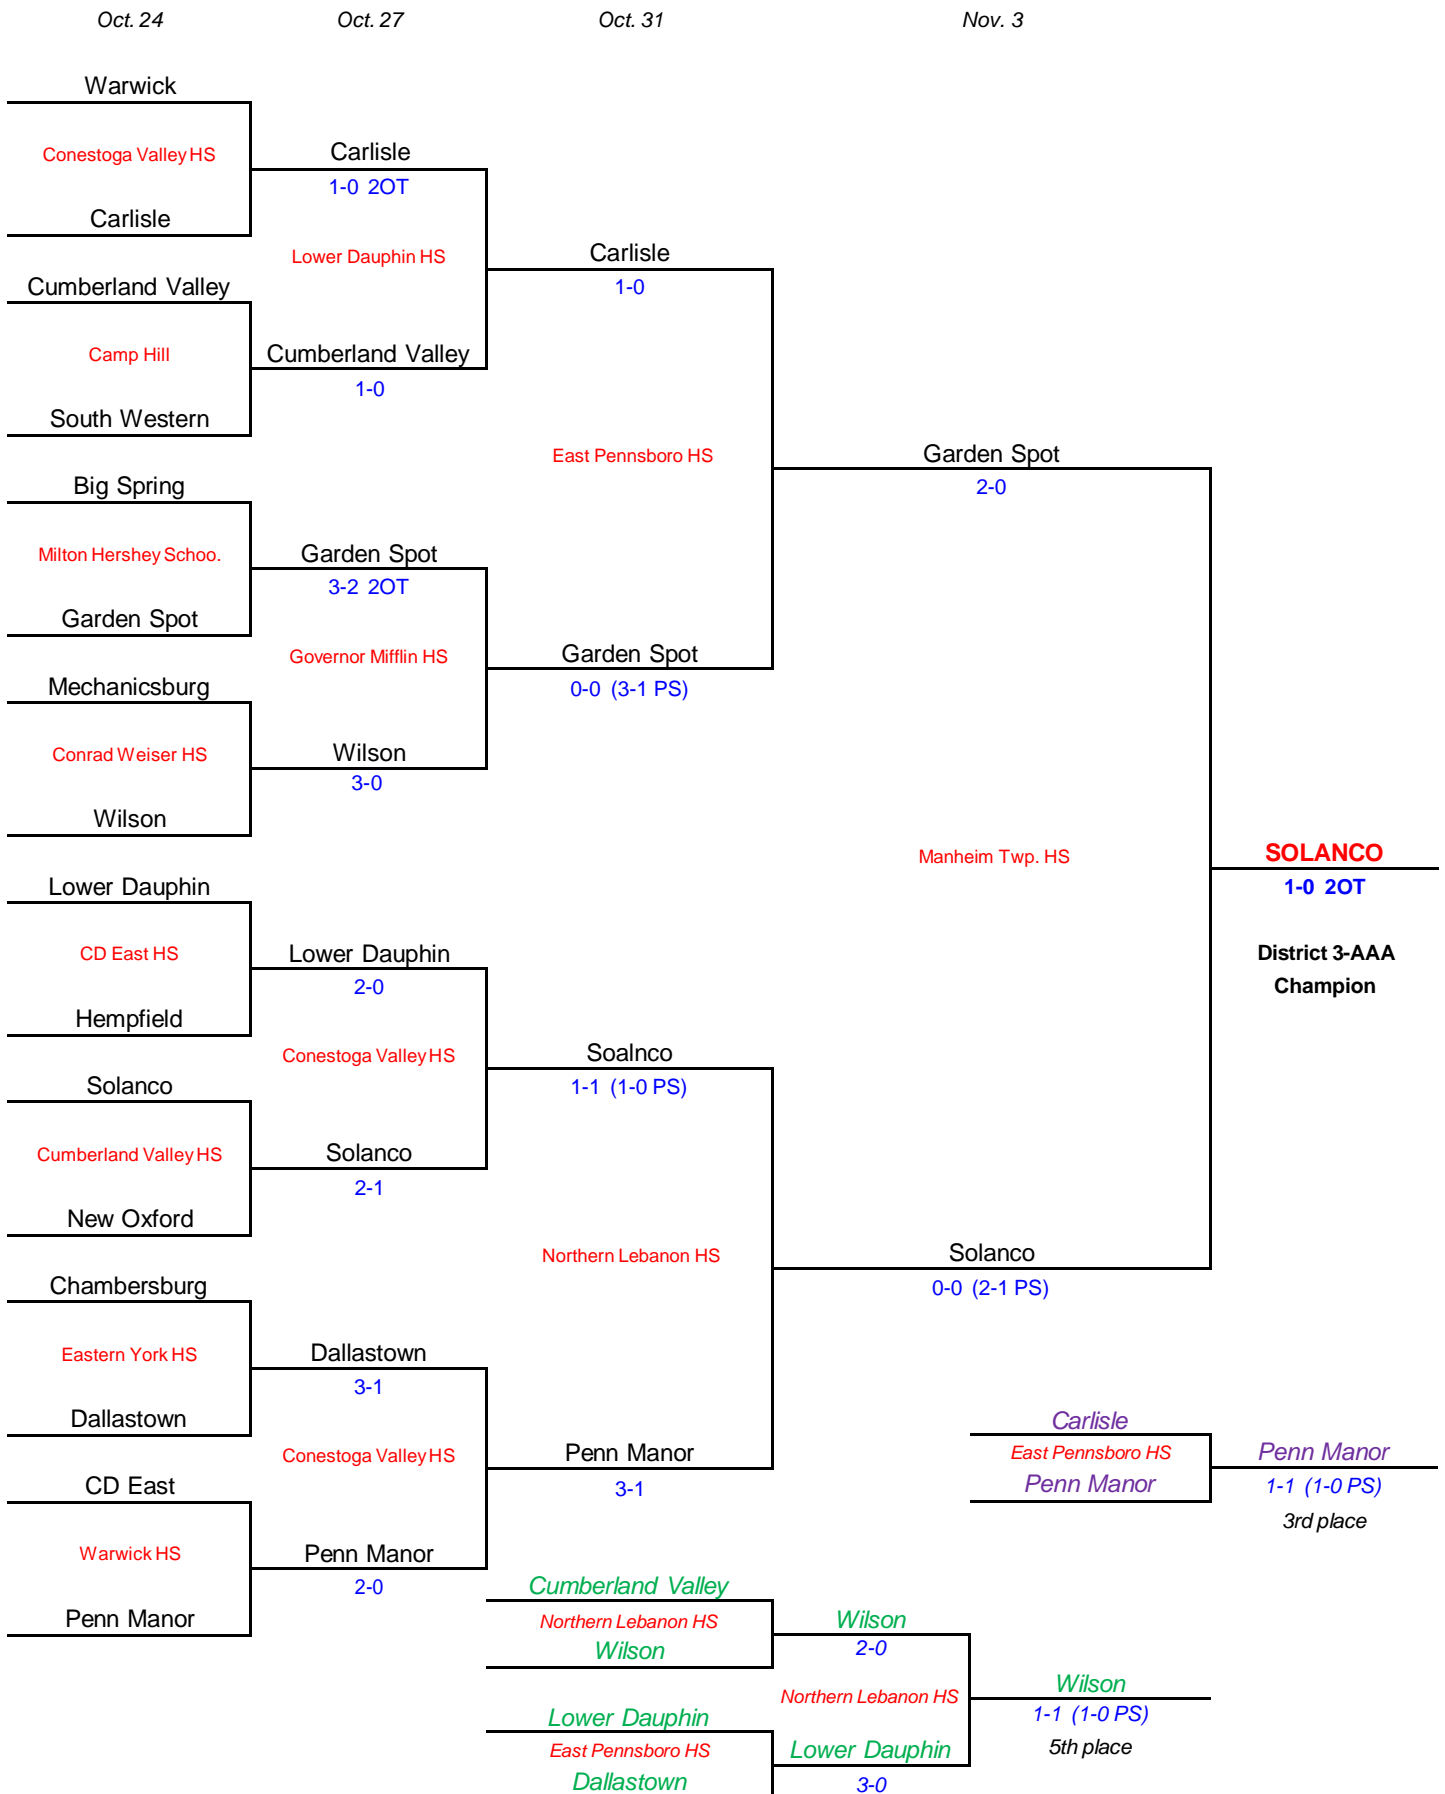 Oct. 24 Oct. 27 Oct. 31 Nov. 3
Warwick
Conestoga Valley HS
Carlisle
Cumberland Valley
Camp Hill
South Western
Big Spring
Milton Hershey Schoo.
Garden Spot
Mechanicsburg
Conrad Weiser HS
Wilson
Lower Dauphin
CD East HS
Hempfield
Solanco
Cumberland Valley HS
New Oxford
Chambersburg
Eastern York HS
Dallastown
CD East
Warwick HS
Penn Manor
Carlisle
1-0 2OT
Lower Dauphin HS
Cumberland Valley
1-0
Garden Spot
3-2 2OT
Governor Mifflin HS
Wilson
3-0
Lower Dauphin
2-0
Conestoga Valley HS
Solanco
2-1
Dallastown
3-1
Conestoga Valley HS
Penn Manor
2-0
Carlisle
1-0
East Pennsboro HS
Garden Spot
0-0 (3-1 PS)
Soalnco
1-1 (1-0 PS)
Northern Lebanon HS
Penn Manor
3-1
Garden Spot
2-0
Manheim Twp. HS
Solanco
0-0 (2-1 PS)
SOLANCO
1-0 2OT
District 3-AAA
Champion
Carlisle
East Pennsboro HS
Penn Manor
Penn Manor
1-1 (1-0 PS)
3rd place
Cumberland Valley
Northern Lebanon HS
Wilson
Lower Dauphin
East Pennsboro HS
Dallastown
Wilson
2-0
Northern Lebanon HS
Lower Dauphin
3-0
Wilson
1-1 (1-0 PS)
5th place